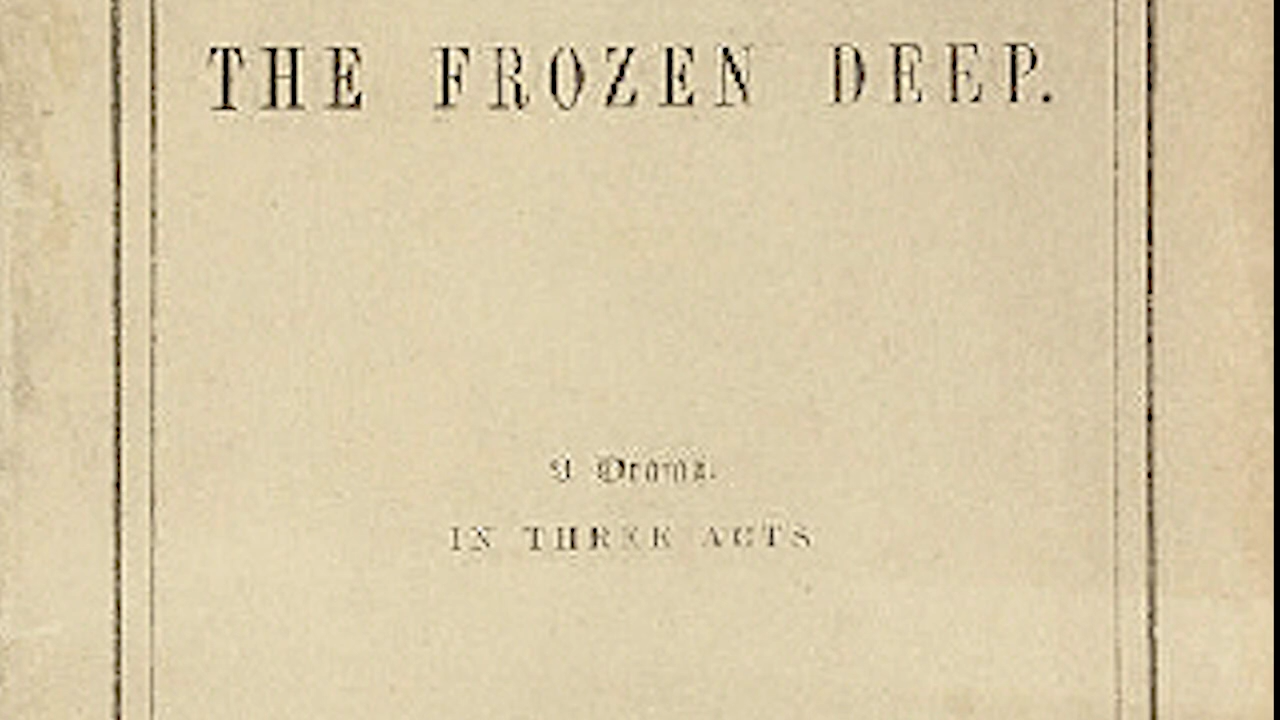 THE FROZEN DEEP.
A Drama.
IN THREE ACTS